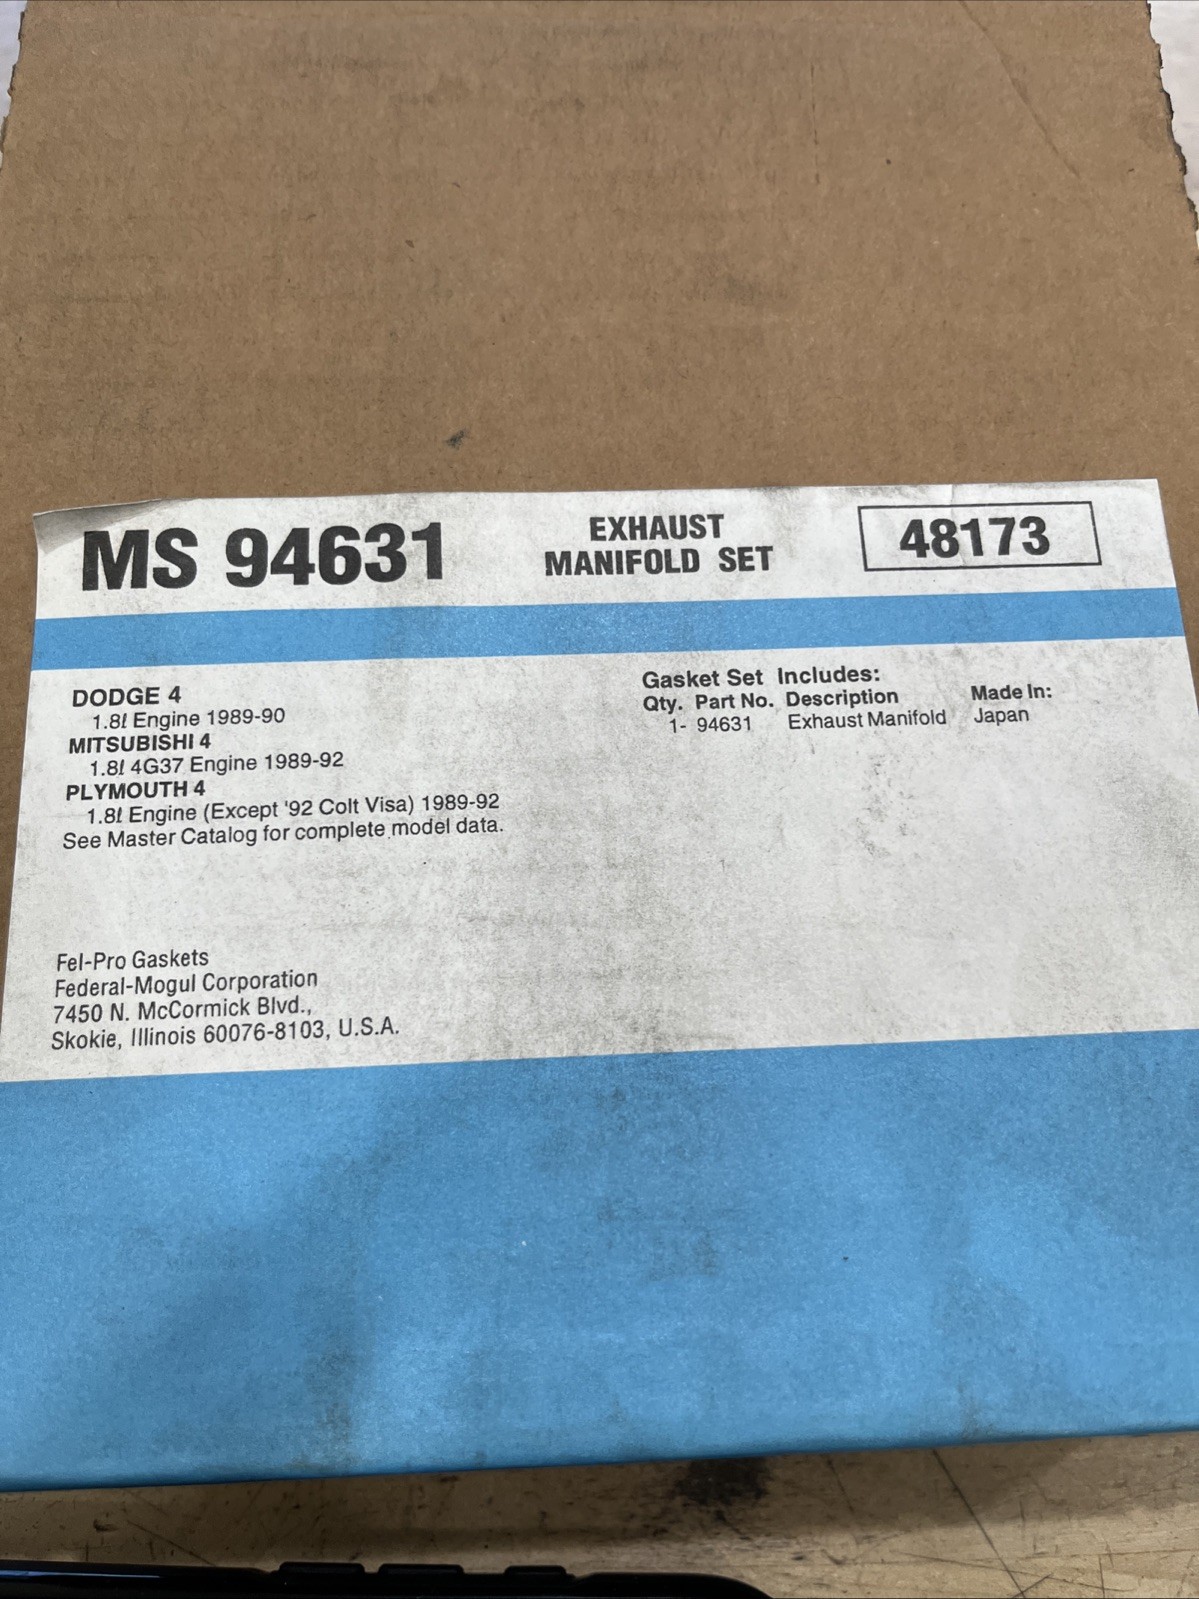 MS 94631
EXHAUST
MANIFOLD SET
48173
DODGE 4
1.8ℓ Engine 1989-90
MITSUBISHI 4
1.8ℓ 4G37 Engine 1989-92
PLYMOUTH 4
1.8ℓ Engine (Except '92 Colt Visa) 1989-92
See Master Catalog for complete model data.
Gasket Set Includes:
Qty. Part No. Description Made In:
1- 94631 Exhaust Manifold Japan
Fel-Pro Gaskets
Federal-Mogul Corporation
7450 N. McCormick Blvd.,
Skokie, Illinois 60076-8103, U.S.A.